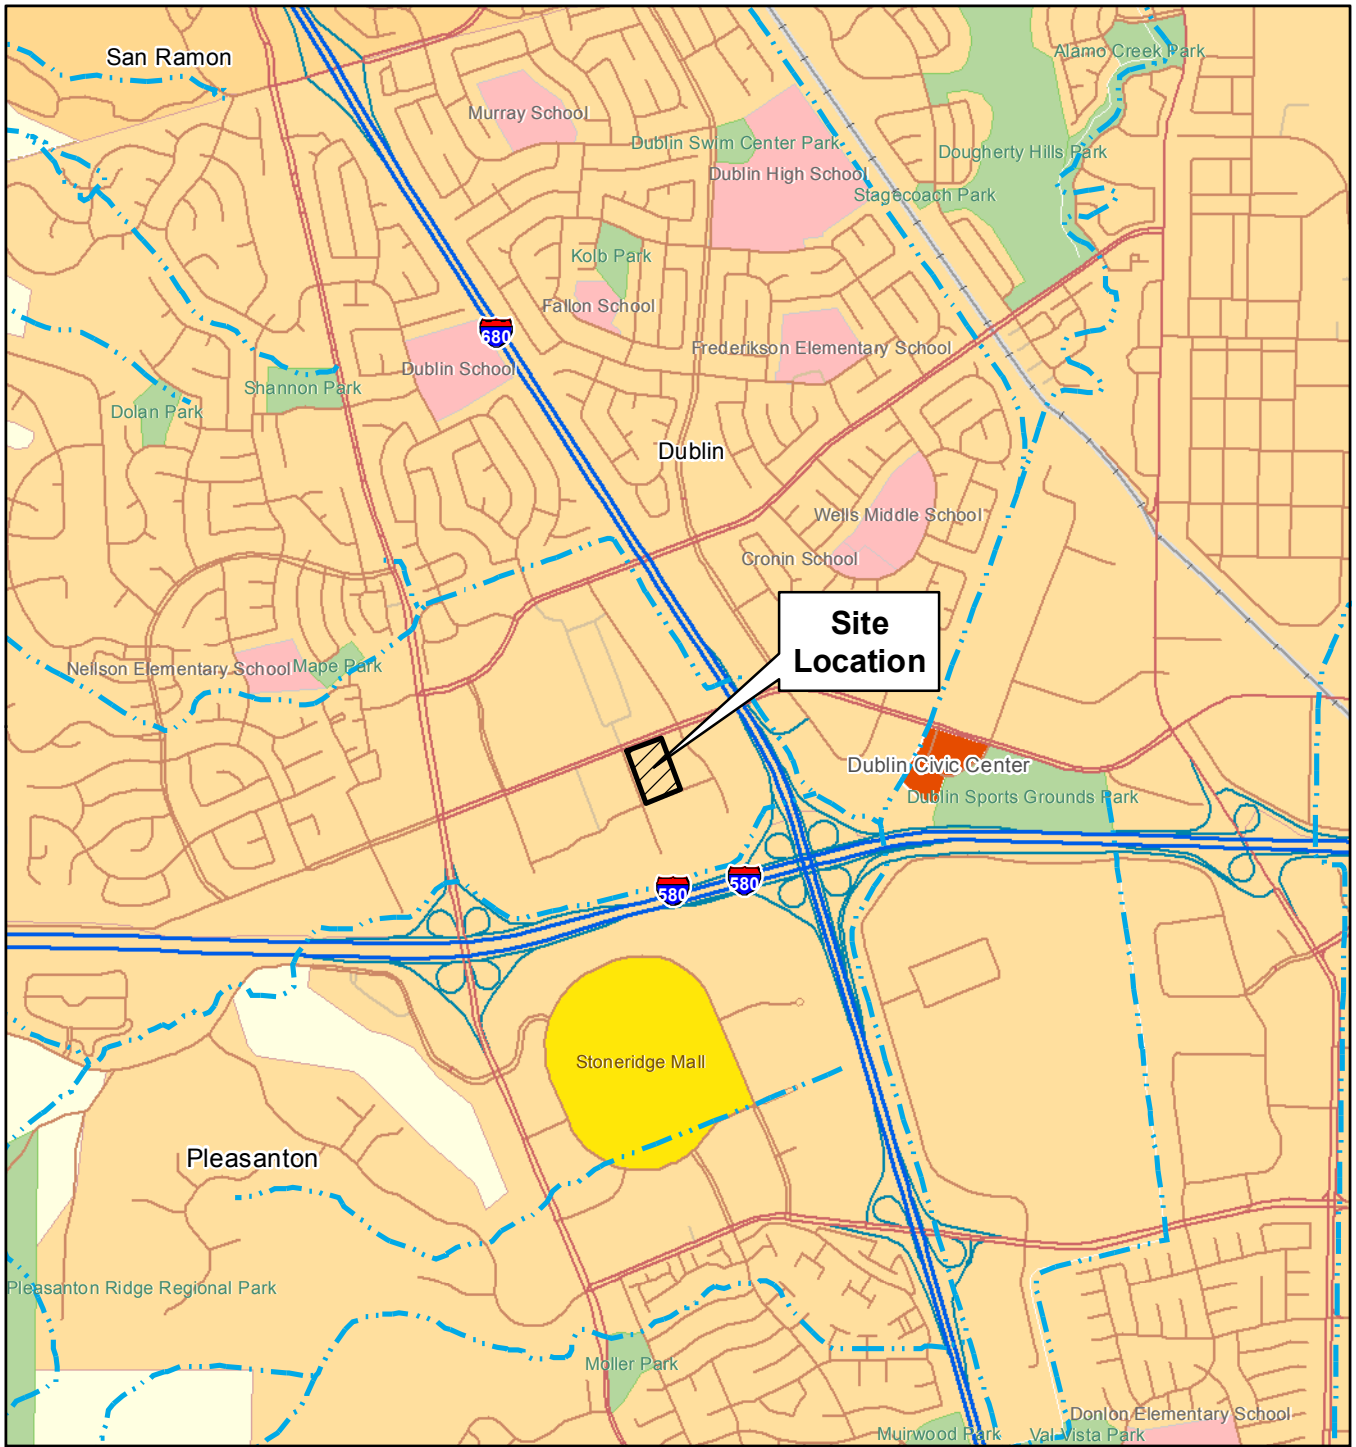 San Ramon
Alamo Creek Park
Murray School
Dublin Swim Center Park
Dougherty Hills Park
Dublin High School
Stagecoach Park
Kolb Park
Fallon School
680
Frederikson Elementary School
Dublin School
Shannon Park
Dolan Park
Dublin
Wells Middle School
Cronin School
Site
Location
Neilson Elementary School
Mape Park
Dublin Civic Center
Dublin Sports Grounds Park
580
580
Stoneridge Mall
Pleasanton
Pleasanton Ridge Regional Park
Moller Park
Donlon Elementary School
Muirwood Park
Val Vista Park